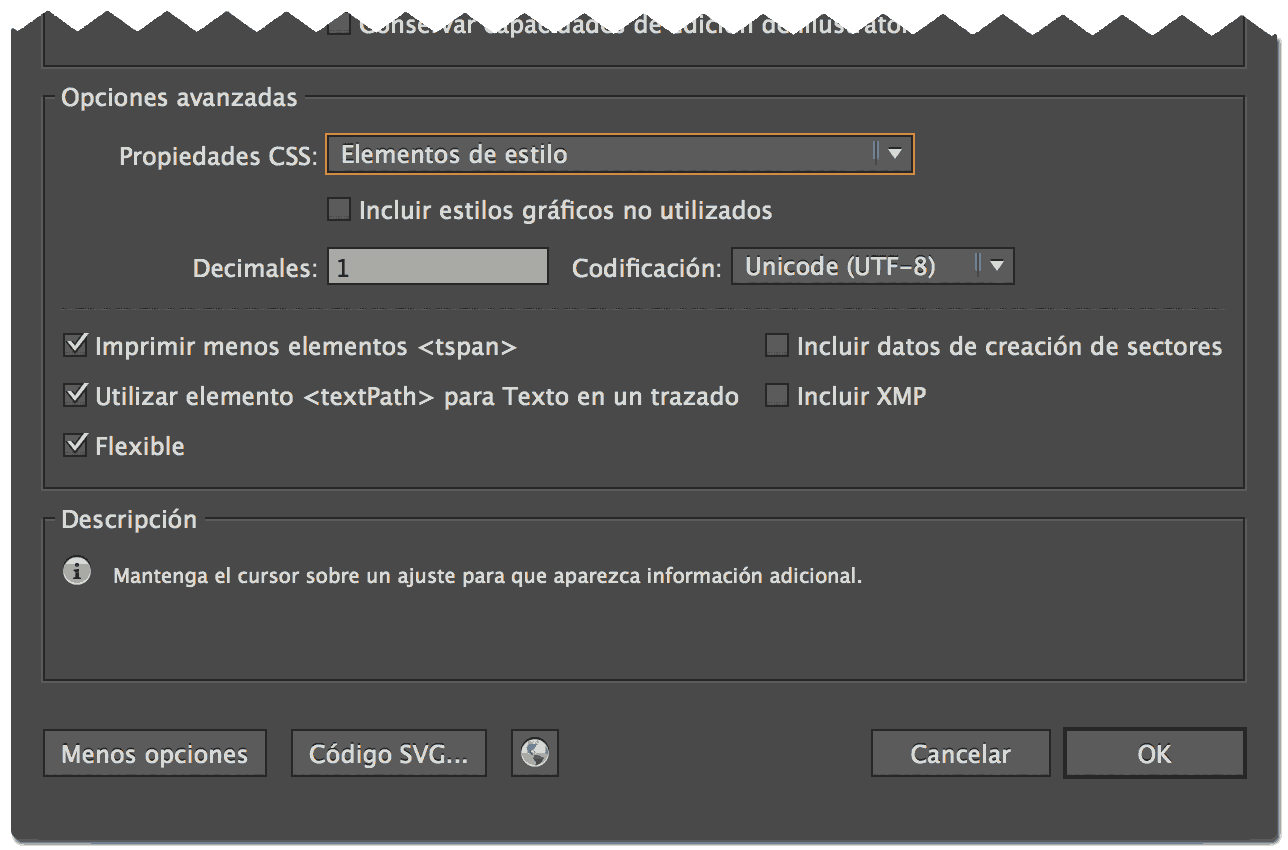 Conservar capacidades de edición de Illustrator
Opciones avanzadas
Propiedades CSS: Elementos de estilo
Incluir estilos gráficos no utilizados
Decimales: 1 Codificación: Unicode (UTF-8)
Imprimir menos elementos <tspan> Incluir datos de creación de sectores
Utilizar elemento <textPath> para Texto en un trazado Incluir XMP
Flexible
Descripción
Mantenga el cursor sobre un ajuste para que aparezca información adicional.
Menos opciones Código SVG... Cancelar OK